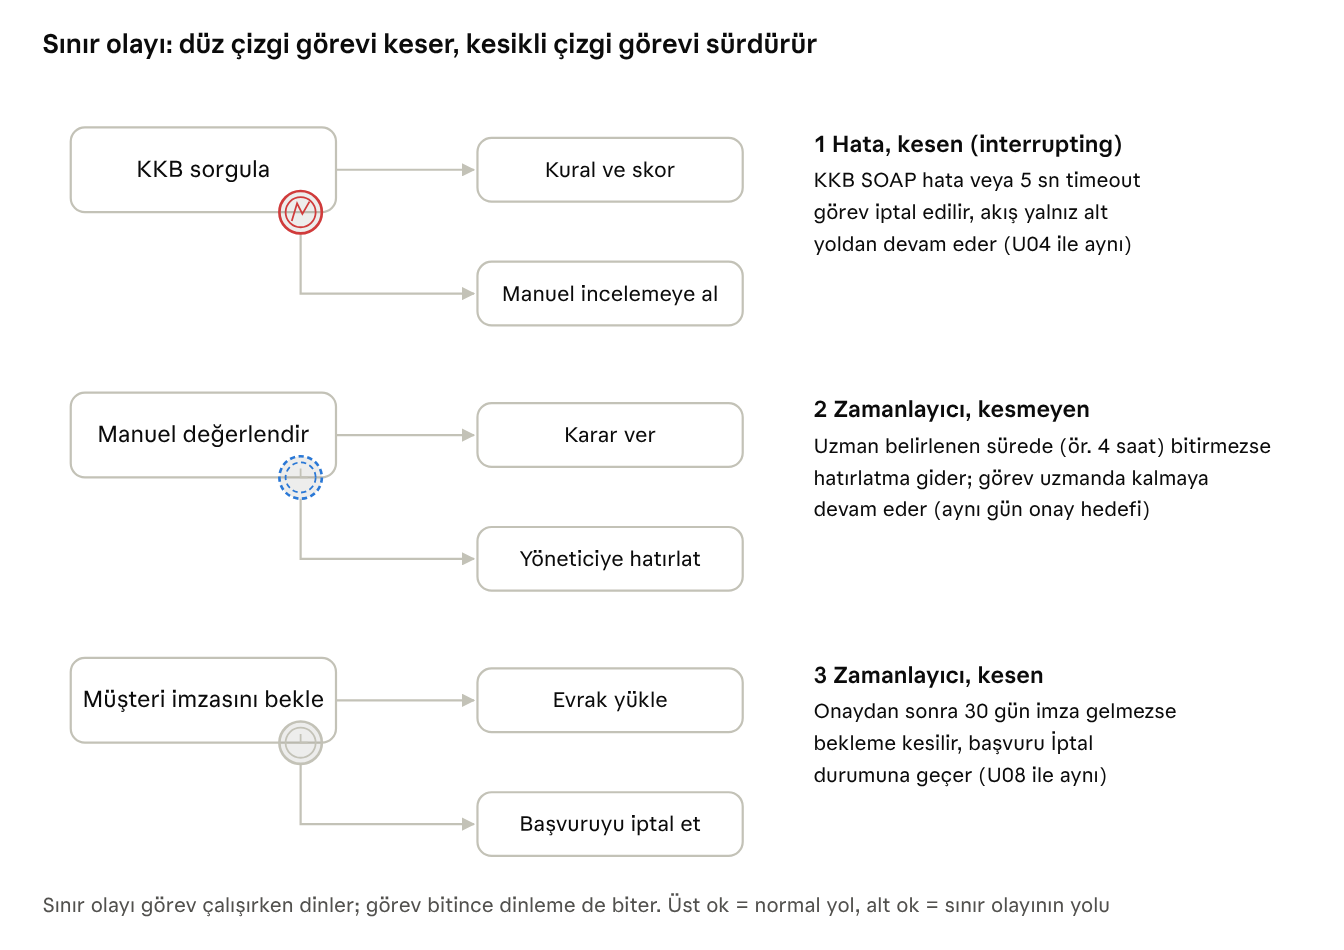 Sınır olayı: düz çizgi görevi keser, kesikli çizgi görevi sürdürür
KKB sorgula
Kural ve skor
Manuel incelemeye al
1 Hata, kesen (interrupting)
KKB SOAP hata veya 5 sn timeout
görev iptal edilir, akış yalnız alt
yoldan devam eder (U04 ile aynı)
Manuel değerlendir
Karar ver
Yöneticiye hatırlat
2 Zamanlayıcı, kesmeyen
Uzman belirlenen sürede (ör. 4 saat) bitirmezse
hatırlatma gider; görev uzmanda kalmaya
devam eder (aynı gün onay hedefi)
Müşteri imzasını bekle
Evrak yükle
Başvuruyu iptal et
3 Zamanlayıcı, kesen
Onaydan sonra 30 gün imza gelmezse
bekleme kesilir, başvuru İptal
durumuna geçer (U08 ile aynı)
Sınır olayı görev çalışırken dinler; görev bitince dinleme de biter. Üst ok = normal yol, alt ok = sınır olayının yolu